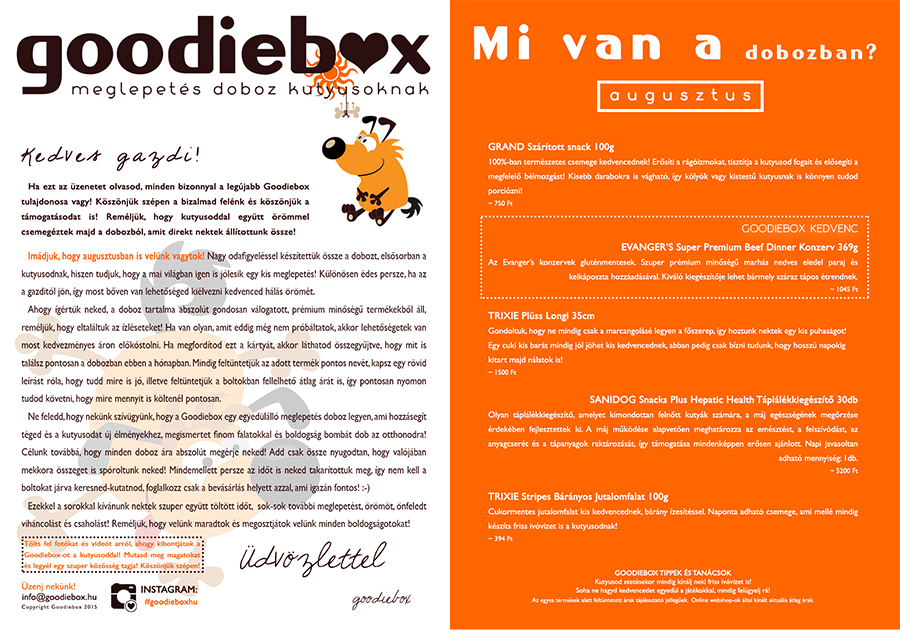 goodiebox
meglepetés doboz kutyusoknak
Kedves gazdi!
Ha ezt az üzenetet olvasod, minden bizonnyal a legújabb Goodiebox
tulajdonosa vagy! Köszönjük szépen a bizalmad felénk és köszönjük a
támogatásodat is! Reméljük, hogy kutyusoddal együtt örömmel
csemegéztek majd a dobozból, amit direkt nektek állítottunk össze!
Imádjuk, hogy augusztusban is velünk vagytok! Nagy odafigyeléssel készítettük össze a dobozt, elsősorban a
kutyusodnak, hiszen tudjuk, hogy a mai világban igen is jólesik egy kis meglepetés! Különösen édes persze, ha az
a gazditól jön, így most bőven van lehetőséged kiélvezni kedvenced hálás örömét.
Ahogy ígértük neked, a doboz tartalma abszolút gondosan válogatott, prémium minőségű termékekből áll,
reméljük, hogy eltaláltuk az ízléseteket! Ha van olyan, amit eddig még nem próbáltatok, akkor lehetőségetek van
most kedvezményes áron előkóstolni. Ha megfordítod ezt a kártyát, akkor láthatod összegyűjtve, hogy mit is
találsz pontosan a dobozban ebben a hónapban. Mindig feltüntetjük az adott termék pontos nevét, kapsz egy rövid
leírást róla, hogy tudd mire is jó, illetve feltüntetjük a boltokban fellelhető átlag árát is, így pontosan nyomon
tudod követni, hogy mire mennyit is költenél pontosan.
Ne feledd, hogy nekünk szívügyünk, hogy a Goodiebox egy egyedülálló meglepetés doboz legyen, ami hozzásegít
téged és a kutyusodat új élményekhez, megismertet finom falatokkal és boldogság bombát dob az otthonodra!
Célunk továbbá, hogy minden doboz ára abszolút megérje neked! Add csak össze nyugodtan, hogy valójában
mekkora összeget is spóroltunk neked! Mindemellett persze az időt is neked takarítottuk meg, így nem kell a
boltokat járva keresned-kutatnod, foglalkozz csak a bevásárlás helyett azzal, ami igazán fontos! :-)
Ezekkel a sorokkal kívánunk nektek szuper együtt töltött időt, sok-sok további meglepetést, örömöt, önfeledt
viháncolást és csaholást! Reméljük, hogy velünk maradtok és megosztjátok velünk minden boldogságotokat!
Tölts fel fotókat és videót arról, ahogy kibontjátok a
Goodiebox-ot a kutyusoddal! Mutasd meg magatokat
és legyél egy szuper közösség tagja! Köszönjük szépen!
Üdvözlettel
goodiebox
Üzenj nekünk!
info@goodiebox.hu
Copyright Goodiebox 2015
INSTAGRAM:
#goodieboxhu
Mi van a dobozban?
augusztus
GRAND Szárított snack 100g
100%-ban természetes csemege kedvencednek! Erősíti a rágóizmokat, tisztítja a kutyusod fogait és elősegíti a
megfelelő bélmozgást! Kisebb darabokra is vágható, így kölyök vagy kistestű kutyusnak is könnyen tudod
porciózni!
~ 750 Ft
GOODIEBOX KEDVENC
EVANGER'S Super Premium Beef Dinner Konzerv 369g
Az Evanger's konzervek gluténmentesek. Szuper prémium minőségű marhás nedves eledel paraj és
kelkáposzta hozzáadásával. Kiváló kiegészítője lehet bármely száraz tápos étrendnek.
~ 1045 Ft
TRIXIE Plüss Longi 35cm
Gondoltuk, hogy ne mindig csak a marcangolásé legyen a főszerep, így hoztunk nektek egy kis puhaságot!
Egy cuki kis barát mindig jól jöhet kis kedvencednek, abban pedig csak bízni tudunk, hogy hosszú napokig
kitart majd nálatok is!
~ 1500 Ft
SANIDOG Snacks Plus Hepatic Health Táplálékkiegészítő 30db
Olyan táplálékkiegészítő, amelyet kimondottan felnőtt kutyák számára, a máj egészségének megőrzése
érdekében fejlesztettek ki. A máj működése alapvetően meghatározza az emésztést, a felszívódást, az
anyagcserét és a tápanyagok raktározását, így támogatása mindenképpen erősen ajánlott. Napi javasoltan
adható mennyiség: 1db.
~ 5200 Ft
TRIXIE Stripes Bárányos Jutalomfalat 100g
Cukormentes jutalomfalat kis kedvencednek, bárány ízesítéssel. Naponta adható csemege, ami mellé mindig
készíts friss ivóvizet is a kutyusodnak!
~ 394 Ft
GOODIEBOX TIPPEK ÉS TANÁCSOK
Kutyusod etetésekor mindig kínálj neki friss ivóvizet is!
Soha ne hagyd kedvencedet egyedül a játékokkal, mindig felügyelj rá!
Az egyes termékek alatt feltüntetett árak tájékoztató jellegűek. Online webshop-ok által kínált aktuális átlag árak.